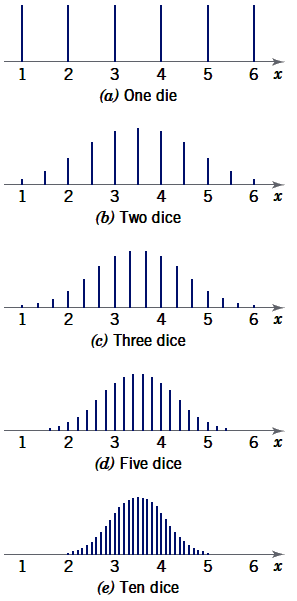 1 2 3 4 5 6 x
(a) One die
1 2 3 4 5 6 x
(b) Two dice
1 2 3 4 5 6 x
(c) Three dice
1 2 3 4 5 6 x
(d) Five dice
1 2 3 4 5 6 x
(e) Ten dice